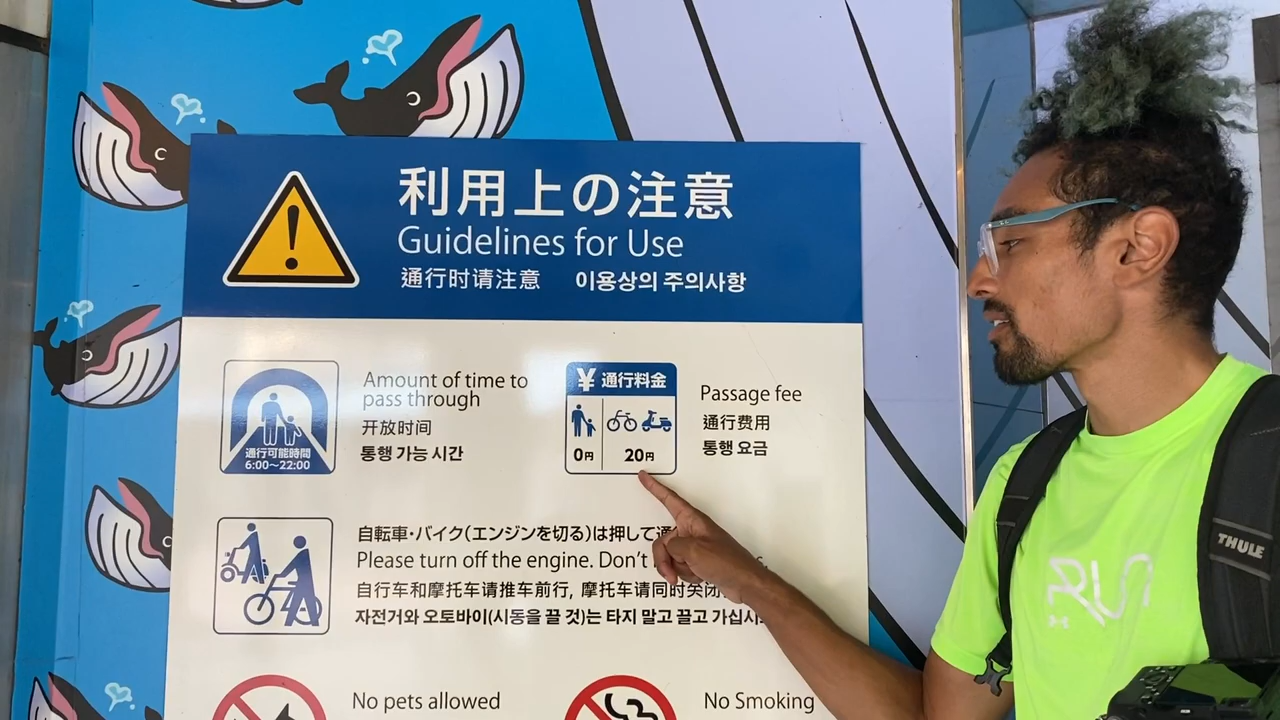 利用上の注意
Guidelines for Use
通行时请注意 이용상의 주의사항
通行可能時間
6:00〜22:00
Amount of time to
pass through
开放时间
통행 가능 시간
¥ 通行料金
0円 20円
Passage fee
通行费用
통행 요금
自転車・バイク(エンジンを切る)は押して通
Please turn off the engine. Don't
自行车和摩托车请推车前行, 摩托车请同时关闭
자전거와 오토바이(시동을 끌 것)는 타지 말고 끌고 가십시
No pets allowed
No Smoking
RUN
THULE